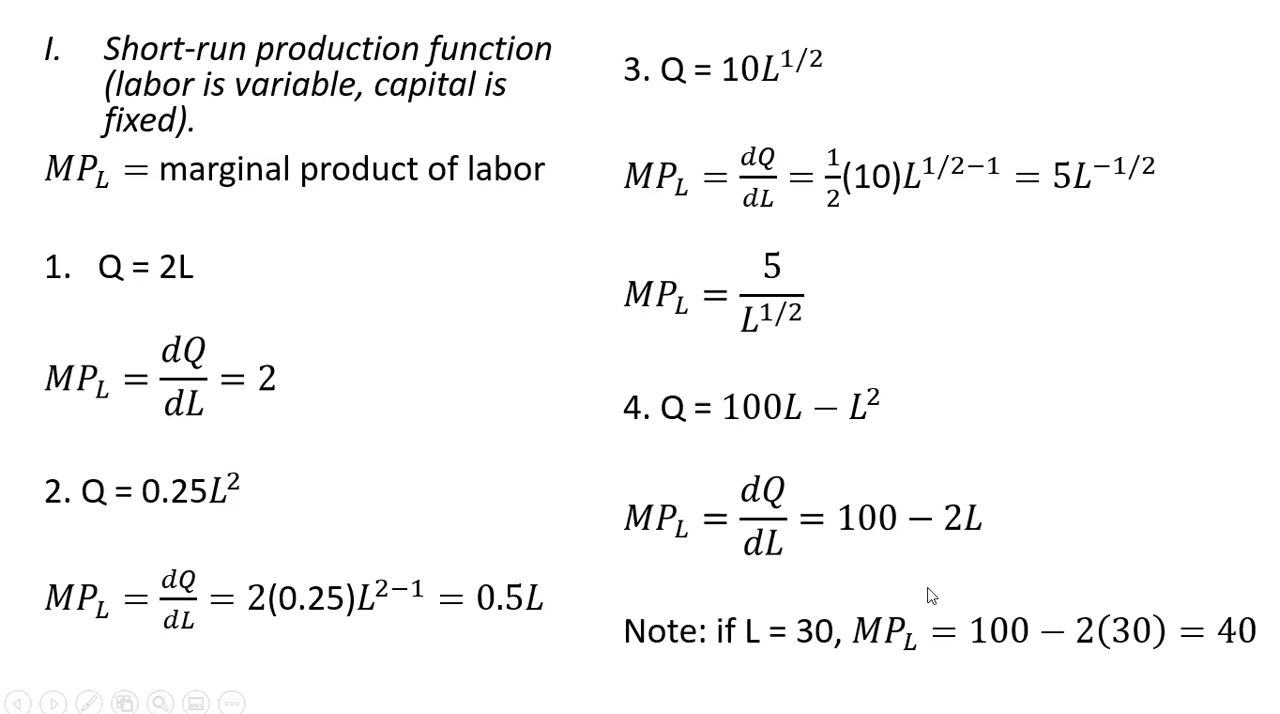 I. Short-run production function
(labor is variable, capital is
fixed).
MP_L = marginal product of labor
1. Q = 2L
MP_L = dQ/dL = 2
2. Q = 0.25L²
MP_L = dQ/dL = 2(0.25)L^{2−1} = 0.5L
3. Q = 10L^{1/2}
MP_L = dQ/dL = 1/2(10)L^{1/2−1} = 5L^{−1/2}
MP_L = 5/L^{1/2}
4. Q = 100L − L²
MP_L = dQ/dL = 100 − 2L
Note: if L = 30, MP_L = 100 − 2(30) = 40